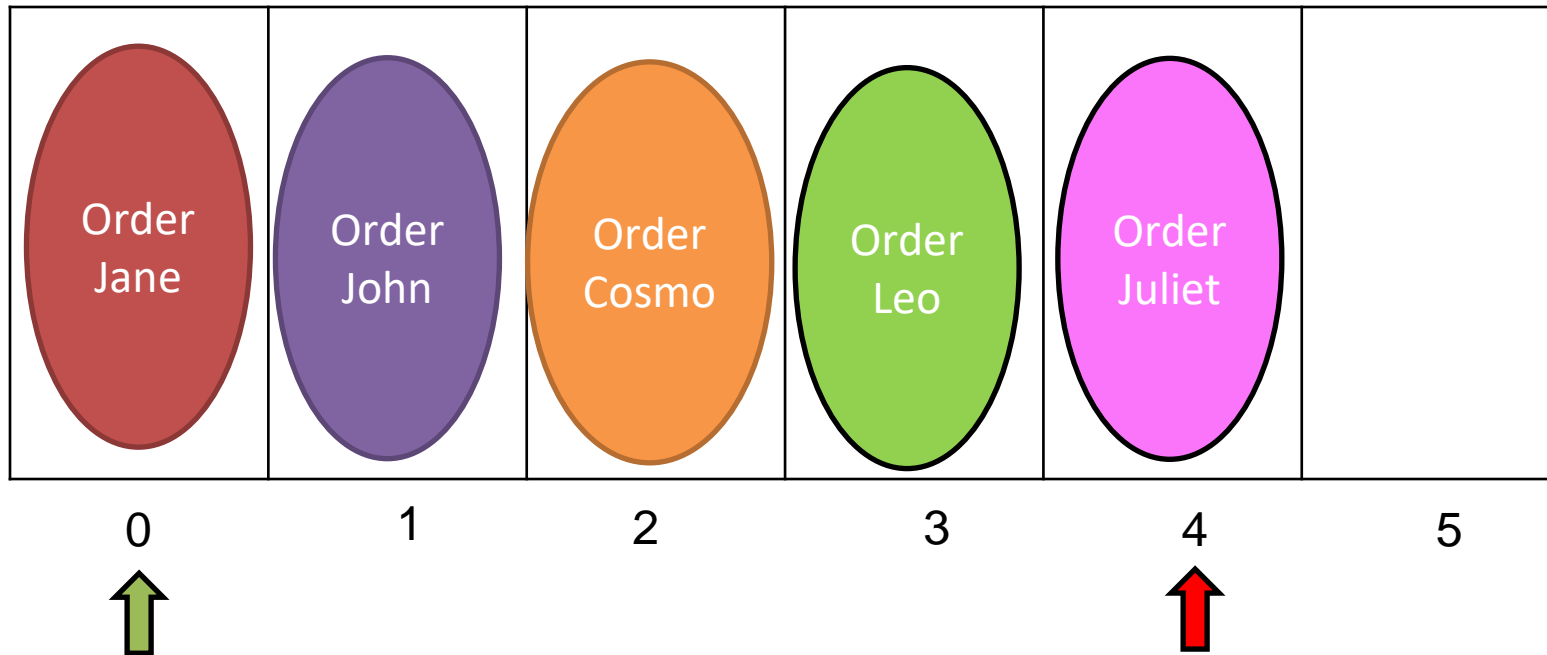 Order
Jane
Order
John
Order
Cosmo
Order
Leo
Order
Juliet
0 1 2 3 4 5